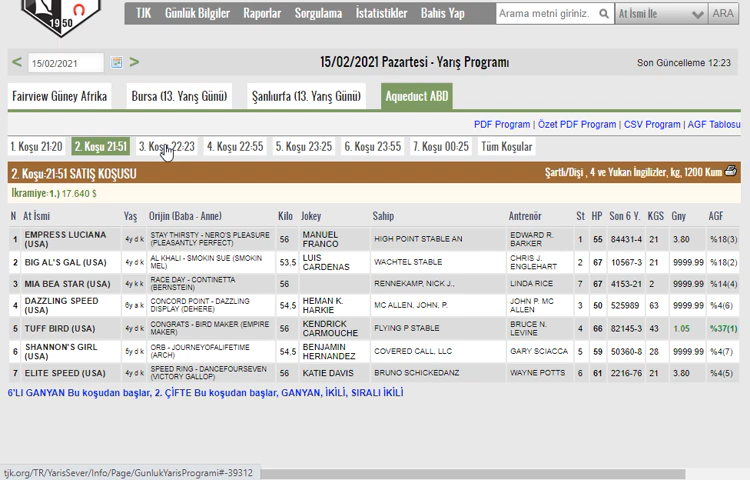 19 50
TJK Günlük Bilgiler Raporlar Sorgulama İstatistikler Bahis Yap Arama metni giriniz. At İsmi İle ARA
< 15/02/2021 > 15/02/2021 Pazartesi - Yarış Programı Son Güncelleme 12:23
Fairview Güney Afrika Bursa (13. Yarış Günü) Şanlıurfa (13. Yarış Günü) Aqueduct ABD
PDF Program | Özet PDF Program | CSV Program | AGF Tablosu
1. Koşu 21:20 2. Koşu 21:51 3. Koşu 22:23 4. Koşu 22:55 5. Koşu 23:25 6. Koşu 23:55 7. Koşu 00:25 Tüm Koşular
2. Koşu:21:51 SATIŞ KOŞUSU Şartlı/Dişi , 4 ve Yukarı İngilizler, kg, 1200 Kum
İkramiye: 1.) 17.640 $
N At İsmi Yaş Orijin (Baba - Anne) Kilo Jokey Sahip Antrenör St HP Son 6 Y. KGS Gny AGF
1 EMPRESS LUCIANA (USA) 4y d k STAY THIRSTY - NERO'S PLEASURE (PLEASANTLY PERFECT) 56 MANUEL FRANCO HIGH POINT STABLE AN EDWARD R. BARKER 1 55 84431-4 21 3.80 %18(3)
2 BIG AL'S GAL (USA) 4y d k AL KHALI - SMOKIN SUE (SMOKIN MEL) 53,5 LUIS CARDENAS WACHTEL STABLE CHRIS J. ENGLEHART 2 67 10567-3 21 9999.99 %18(2)
3 MIA BEA STAR (USA) 4y k k RACE DAY - CONTINETTA (BERNSTEIN) 56 RENNEKAMP, NICK J., LINDA RICE 7 67 4153-21 2 9999.99 %14(4)
4 DAZZLING SPEED (USA) 6y a k CONCORD POINT - DAZZLING DISPLAY (DEHERE) 54,5 HEMAN K. HARKIE MC ALLEN, JOHN, P. JOHN P. MC ALLEN 3 50 525989 63 9999.99 %4(6)
5 TUFF BIRD (USA) 4y d k CONGRATS - BIRD MAKER (EMPIRE MAKER) 56 KENDRICK CARMOUCHE FLYING P STABLE BRUCE N. LEVINE 4 66 82145-3 43 1.05 %37(1)
6 SHANNON'S GIRL (USA) 5y d k ORB - JOURNEYOFALIFETIME (ARCH) 54,5 BENJAMIN HERNANDEZ COVERED CALL, LLC GARY SCIACCA 5 59 50360-8 28 9999.99 %4(7)
7 ELITE SPEED (USA) 4y d k SPEED RING - DANCEFOURSEVEN (VICTORY GALLOP) 56 KATIE DAVIS BRUNO SCHICKEDANZ WAYNE POTTS 6 61 2216-76 21 3.80 %4(5)
6'LI GANYAN Bu koşudan başlar, 2. ÇİFTE Bu koşudan başlar, GANYAN, İKİLİ, SIRALI İKİLİ
tjk.org/TR/YarisSever/Info/Page/GunlukYarisProgrami#-39312